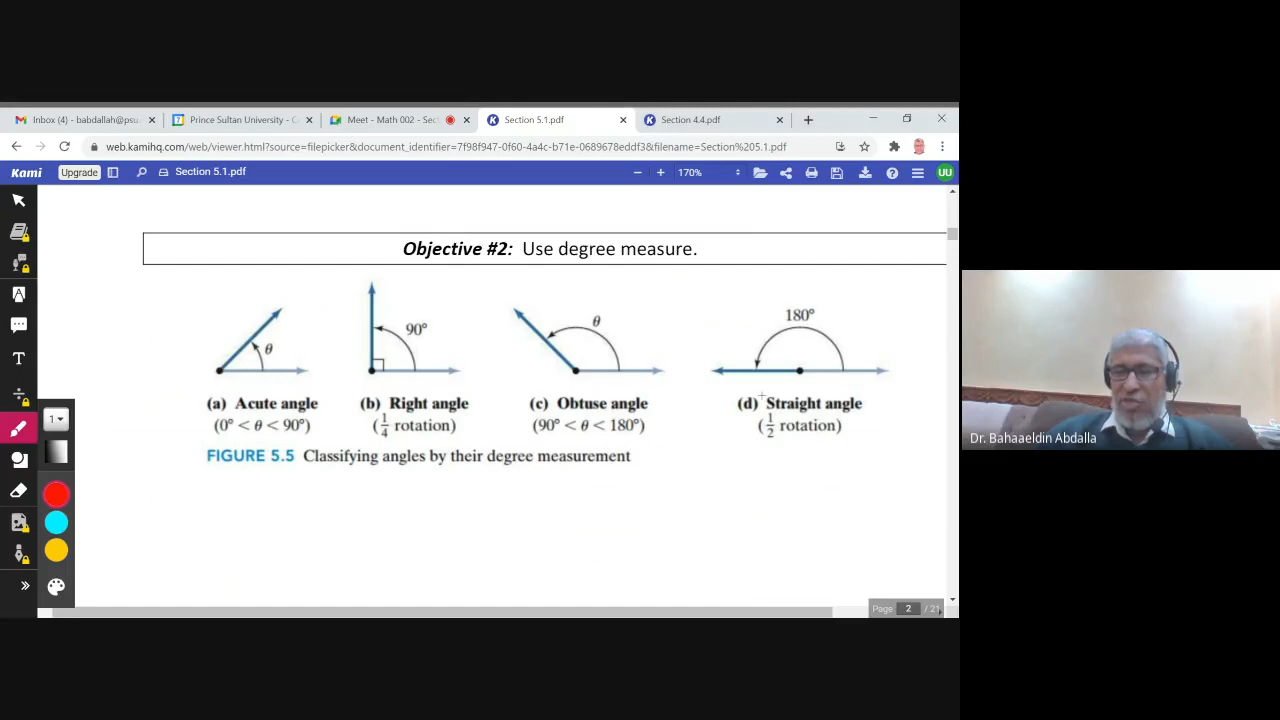 Inbox (4) - babdallah@psu
Prince Sultan University - C
Meet - Math 002 - Sec
Section 5.1.pdf
Section 4.4.pdf
web.kamihq.com/web/viewer.html?source=filepicker&document_identifier=7f98f947-0f60-4a4c-b71e-0689678eddf3&filename=Section%205.1.pdf
Kami
Upgrade
Section 5.1.pdf
170%
UU
Objective #2: Use degree measure.
θ
90°
θ
180°
(a) Acute angle
(0° < θ < 90°)
(b) Right angle
(1/4 rotation)
(c) Obtuse angle
(90° < θ < 180°)
(d) Straight angle
(1/2 rotation)
FIGURE 5.5 Classifying angles by their degree measurement
1
Page 2 / 21
Dr. Bahaaeldin Abdalla